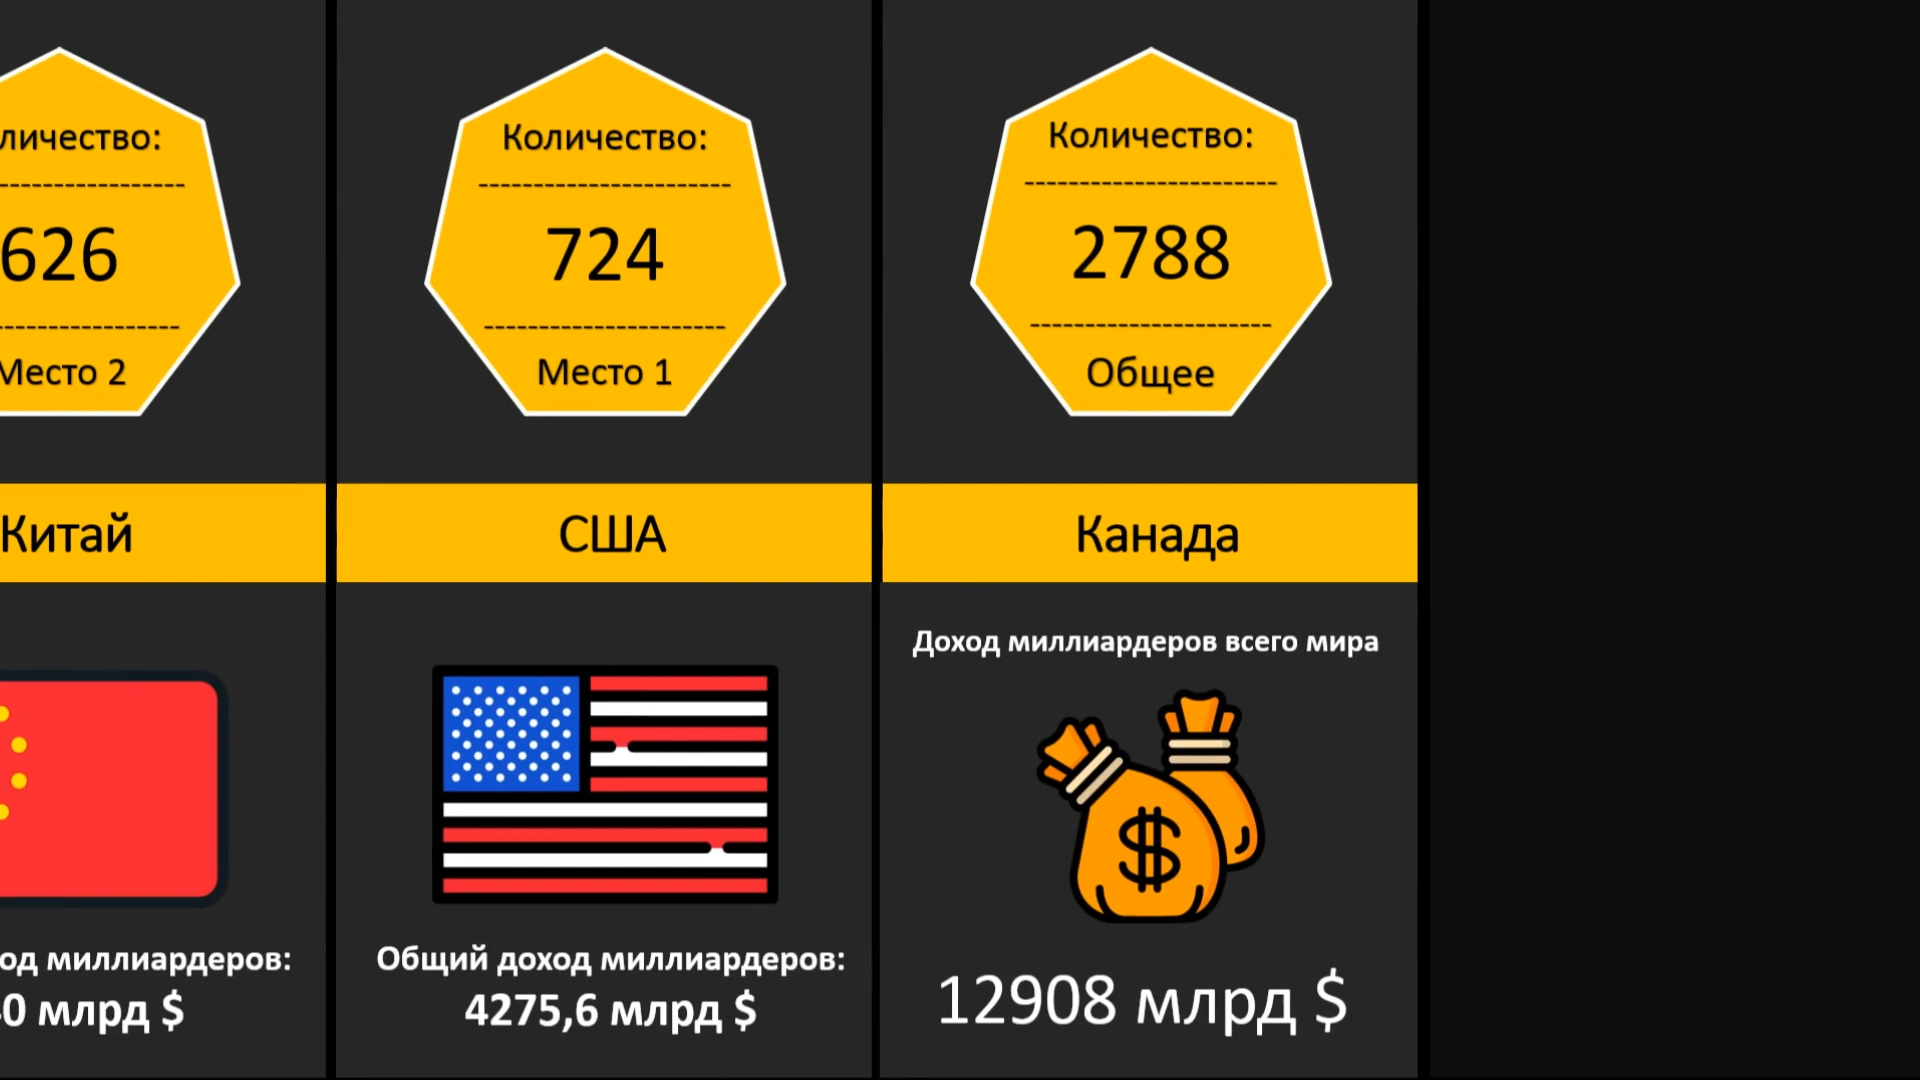 личество:
-----------------
626
-----------------
Место 2
Китай
од миллиардеров:
0 млрд $
Количество:
-----------------------
724
----------------------
Место 1
США
Общий доход миллиардеров:
4275,6 млрд $
Количество:
-----------------------
2788
----------------------
Общее
Канада
Доход миллиардеров всего мира
$
12908 млрд $